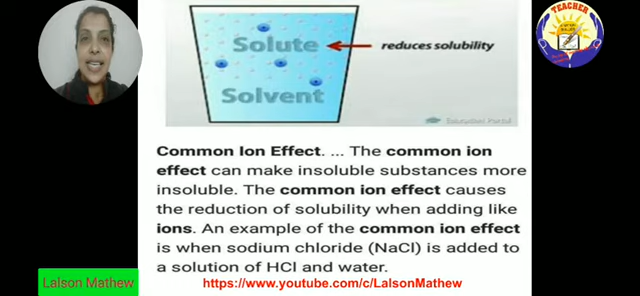 TEACHER
Solute
reduces solubility
Solvent
Education Portal
Common Ion Effect. ... The common ion
effect can make insoluble substances more
insoluble. The common ion effect causes
the reduction of solubility when adding like
ions. An example of the common ion effect
is when sodium chloride (NaCl) is added to
a solution of HCl and water.
Lalson Mathew
https://www.youtube.com/c/LalsonMathew